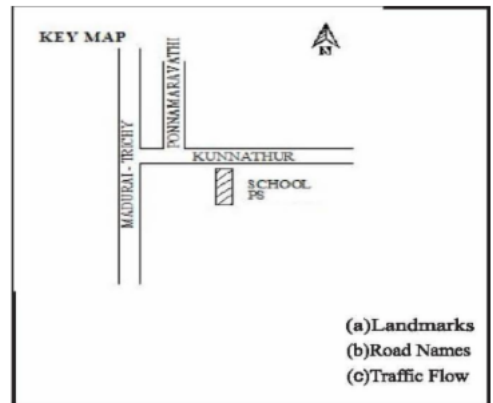 KEY MAP
N
PONNAMARAVATHI
MADURAI - TRICHY
KUNNATHUR
SCHOOL
PS
(a)Landmarks
(b)Road Names
(c)Traffic Flow